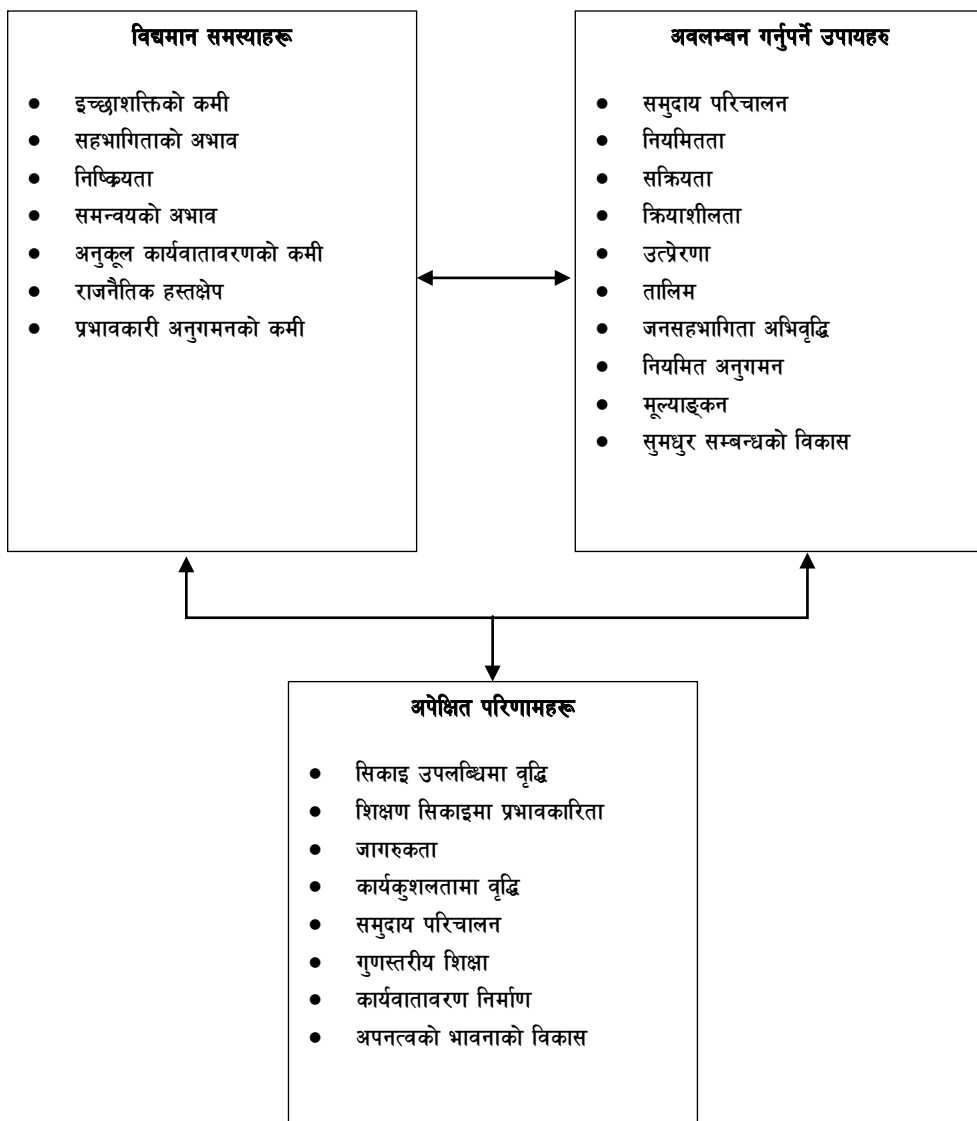 विद्यमान समस्याहरू
• इच्छाशक्तिको कमी
• सहभागिताको अभाव
• निष्क्रियता
• समन्वयको अभाव
• अनुकूल कार्यवातावरणको कमी
• राजनैतिक हस्तक्षेप
• प्रभावकारी अनुगमनको कमी
अवलम्बन गर्नुपर्ने उपायहरु
• समुदाय परिचालन
• नियमितता
• सक्रियता
• क्रियाशीलता
• उत्प्रेरणा
• तालिम
• जनसहभागिता अभिवृद्धि
• नियमित अनुगमन
• मूल्याङ्कन
• सुमधुर सम्बन्धको विकास
अपेक्षित परिणामहरू
• सिकाइ उपलब्धिमा वृद्धि
• शिक्षण सिकाइमा प्रभावकारिता
• जागरुकता
• कार्यकुशलतामा वृद्धि
• समुदाय परिचालन
• गुणस्तरीय शिक्षा
• कार्यवातावरण निर्माण
• अपनत्वको भावनाको विकास